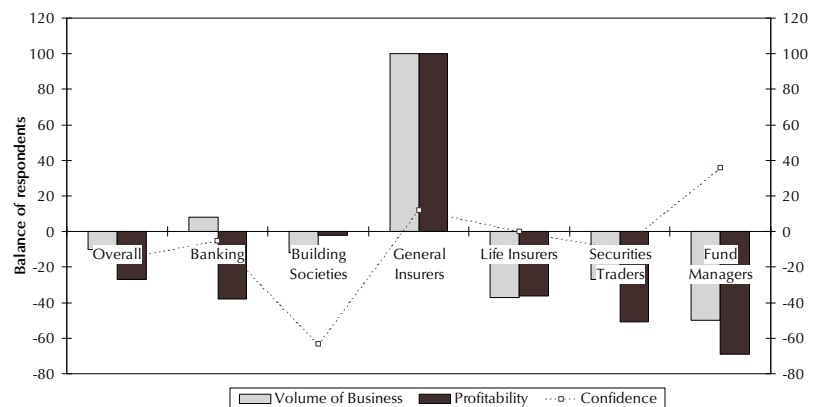 120 120
100 100
80 80
60 60
40 40
20 20
0 0
-20 -20
-40 -40
-60 -60
-80 -80
Balance of respondents
Overall Banking Building General Life Insurers Securities Fund
Societies Insurers Traders Managers
Volume of Business Profitability Confidence